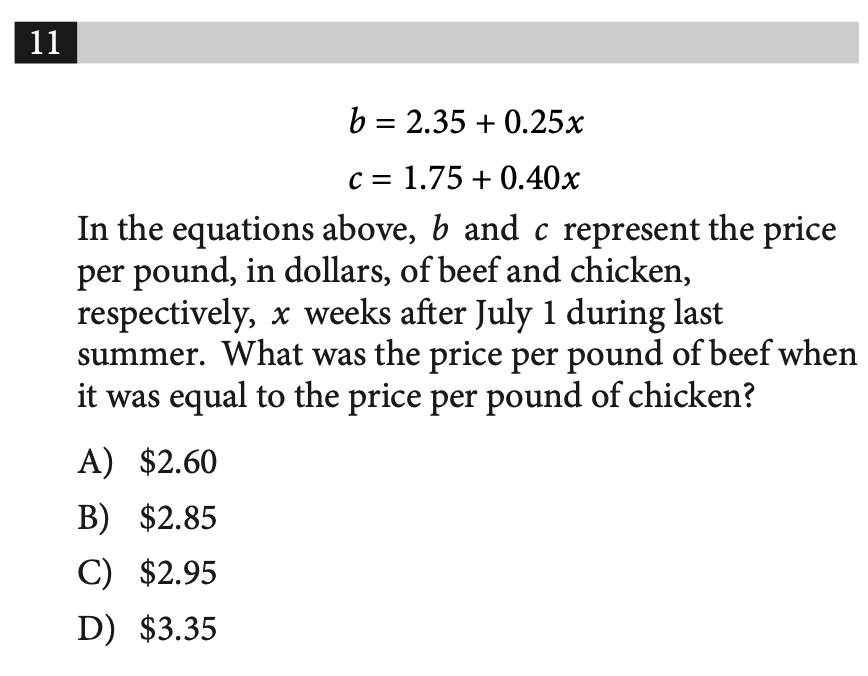 11
b = 2.35 + 0.25x
c = 1.75 + 0.40x
In the equations above, b and c represent the price
per pound, in dollars, of beef and chicken,
respectively, x weeks after July 1 during last
summer. What was the price per pound of beef when
it was equal to the price per pound of chicken?
A) $2.60
B) $2.85
C) $2.95
D) $3.35